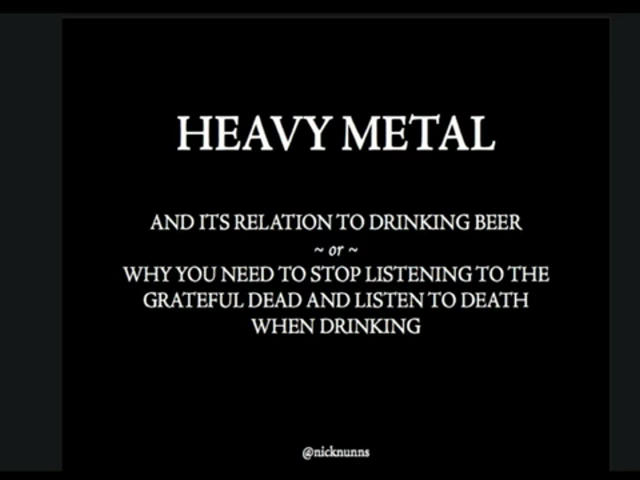 HEAVY METAL
AND ITS RELATION TO DRINKING BEER
~ or ~
WHY YOU NEED TO STOP LISTENING TO THE
GRATEFUL DEAD AND LISTEN TO DEATH
WHEN DRINKING
@nicknunns